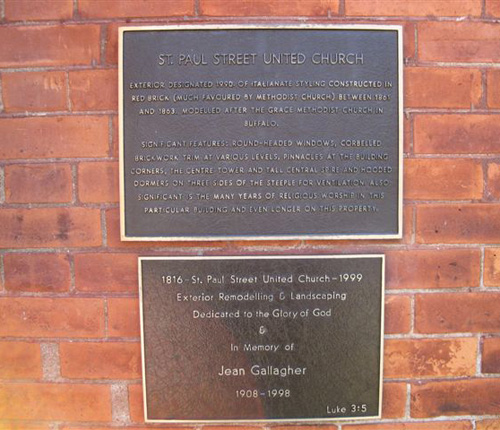 ST. PAUL STREET UNITED CHURCH
EXTERIOR DESIGNATED 1990. OF ITALIANATE STYLING CONSTRUCTED IN
RED BRICK (MUCH FAVOURED BY METHODIST CHURCH) BETWEEN 1861
AND 1863. MODELLED AFTER THE GRACE METHODIST CHURCH IN
BUFFALO.
SIGNIFICANT FEATURES: ROUND-HEADED WINDOWS, CORBELLED
BRICKWORK TRIM AT VARIOUS LEVELS, PINNACLES AT THE BUILDING
CORNERS, THE CENTRE TOWER AND TALL CENTRAL SPIRE AND HOODED
DORMERS ON THREE SIDES OF THE STEEPLE FOR VENTILATION. ALSO
SIGNIFICANT IS THE MANY YEARS OF RELIGIOUS WORSHIP IN THIS
PARTICULAR BUILDING AND EVEN LONGER ON THIS PROPERTY.
1816 - St. Paul Street United Church - 1999
Exterior Remodelling & Landscaping
Dedicated to the Glory of God
&
In Memory of
Jean Gallagher
1908 - 1998
Luke 3:5